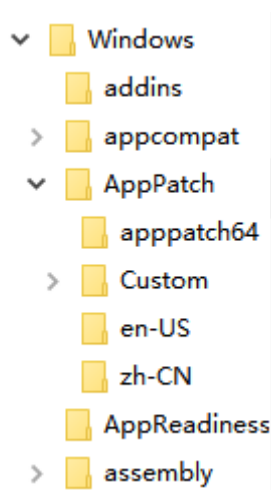 Windows
addins
appcompat
AppPatch
apppatch64
Custom
en-US
zh-CN
AppReadiness
assembly